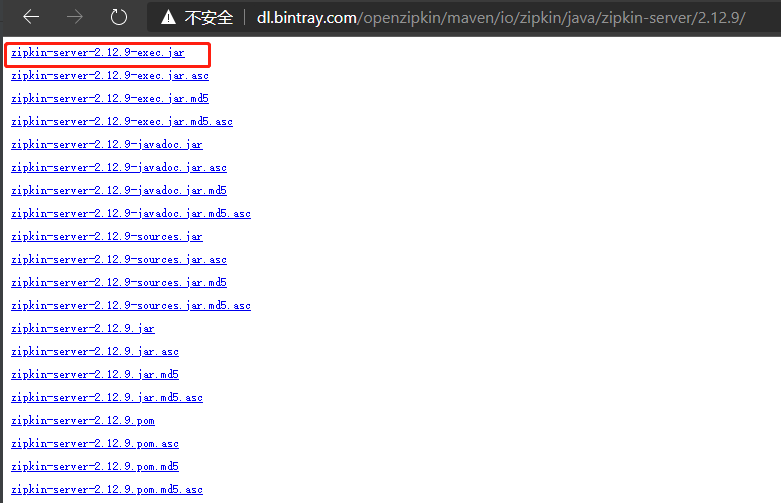 不安全 dl.bintray.com/openzipkin/maven/io/zipkin/java/zipkin-server/2.12.9/
zipkin-server-2.12.9-exec.jar
zipkin-server-2.12.9-exec.jar.asc
zipkin-server-2.12.9-exec.jar.md5
zipkin-server-2.12.9-exec.jar.md5.asc
zipkin-server-2.12.9-javadoc.jar
zipkin-server-2.12.9-javadoc.jar.asc
zipkin-server-2.12.9-javadoc.jar.md5
zipkin-server-2.12.9-javadoc.jar.md5.asc
zipkin-server-2.12.9-sources.jar
zipkin-server-2.12.9-sources.jar.asc
zipkin-server-2.12.9-sources.jar.md5
zipkin-server-2.12.9-sources.jar.md5.asc
zipkin-server-2.12.9.jar
zipkin-server-2.12.9.jar.asc
zipkin-server-2.12.9.jar.md5
zipkin-server-2.12.9.jar.md5.asc
zipkin-server-2.12.9.pom
zipkin-server-2.12.9.pom.asc
zipkin-server-2.12.9.pom.md5
zipkin-server-2.12.9.pom.md5.asc